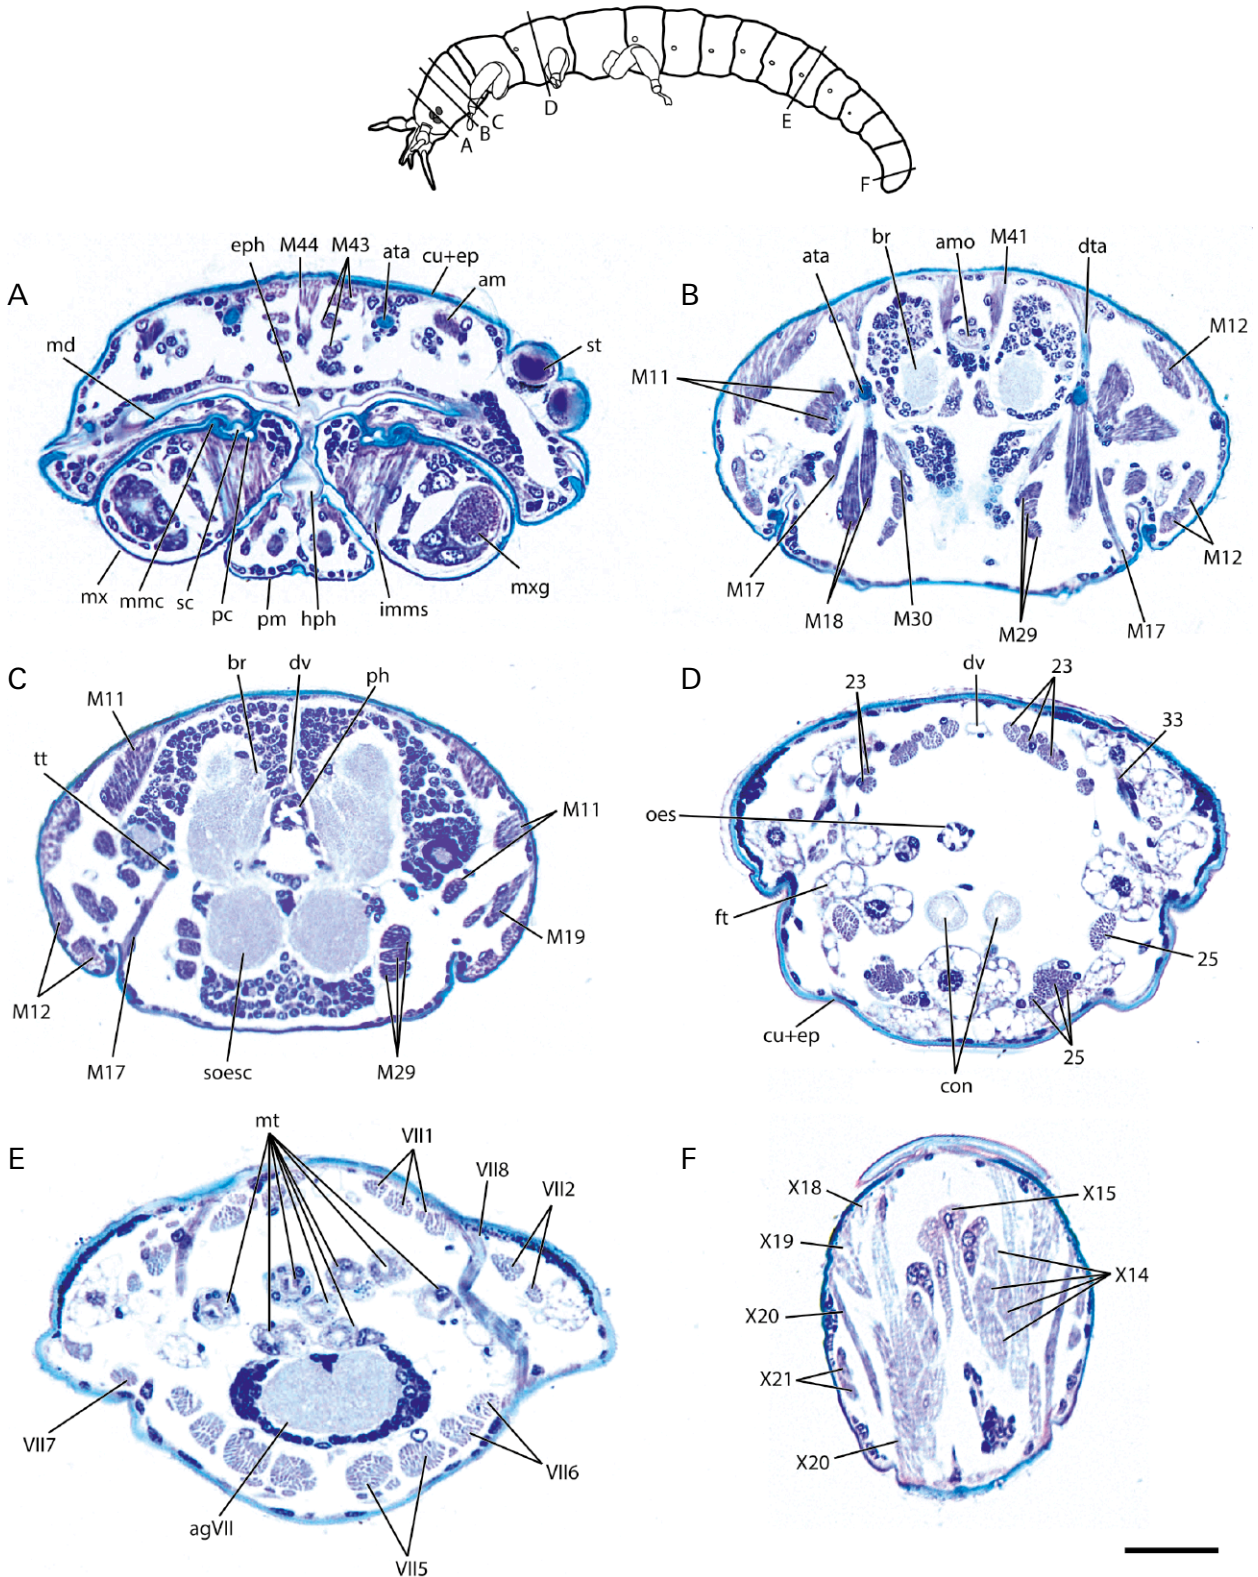 D
C
B
A
E
F
A
eph
M44
M43
ata
cu+ep
am
md
st
mx
mmc
sc
pc
pm
hph
imms
mxg
B
ata
br
amo
M41
dta
M12
M11
M12
M17
M18
M30
M29
M17
C
br
dv
ph
M11
tt
M11
M19
M12
M17
soesc
M29
D
23
dv
23
33
oes
ft
25
cu+ep
25
con
E
mt
VII1
VII8
VII2
VII7
VII6
agVII
VII5
F
X18
X15
X19
X14
X20
X21
X20